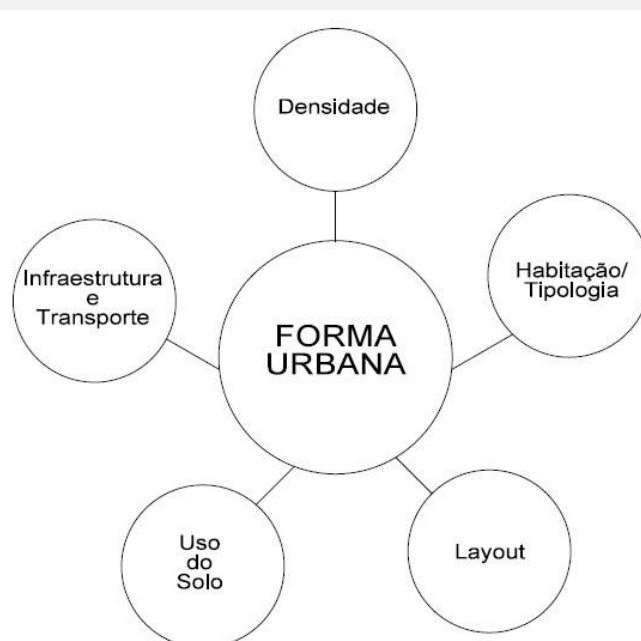 Densidade
Infraestrutura
e
Transporte
Habitação/
Tipologia
FORMA
URBANA
Uso
do
Solo
Layout